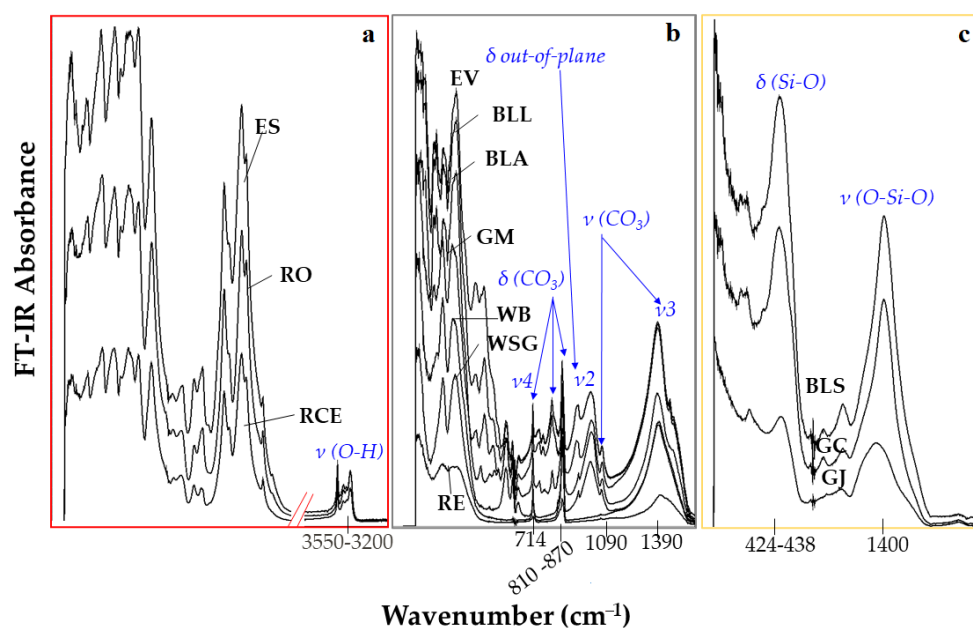 FT-IR Absorbance
a
ES
RO
RCE
ν (O-H)
3550-3200
b
δ out-of-plane
EV
BLL
BLA
ν (CO3)
GM
δ (CO3)
WB
ν3
WSG
ν4
ν2
RE
714
810 -870
1090
1390
c
δ (Si-O)
ν (O-Si-O)
BLS
GC
GJ
424-438
1400
Wavenumber (cm⁻¹)